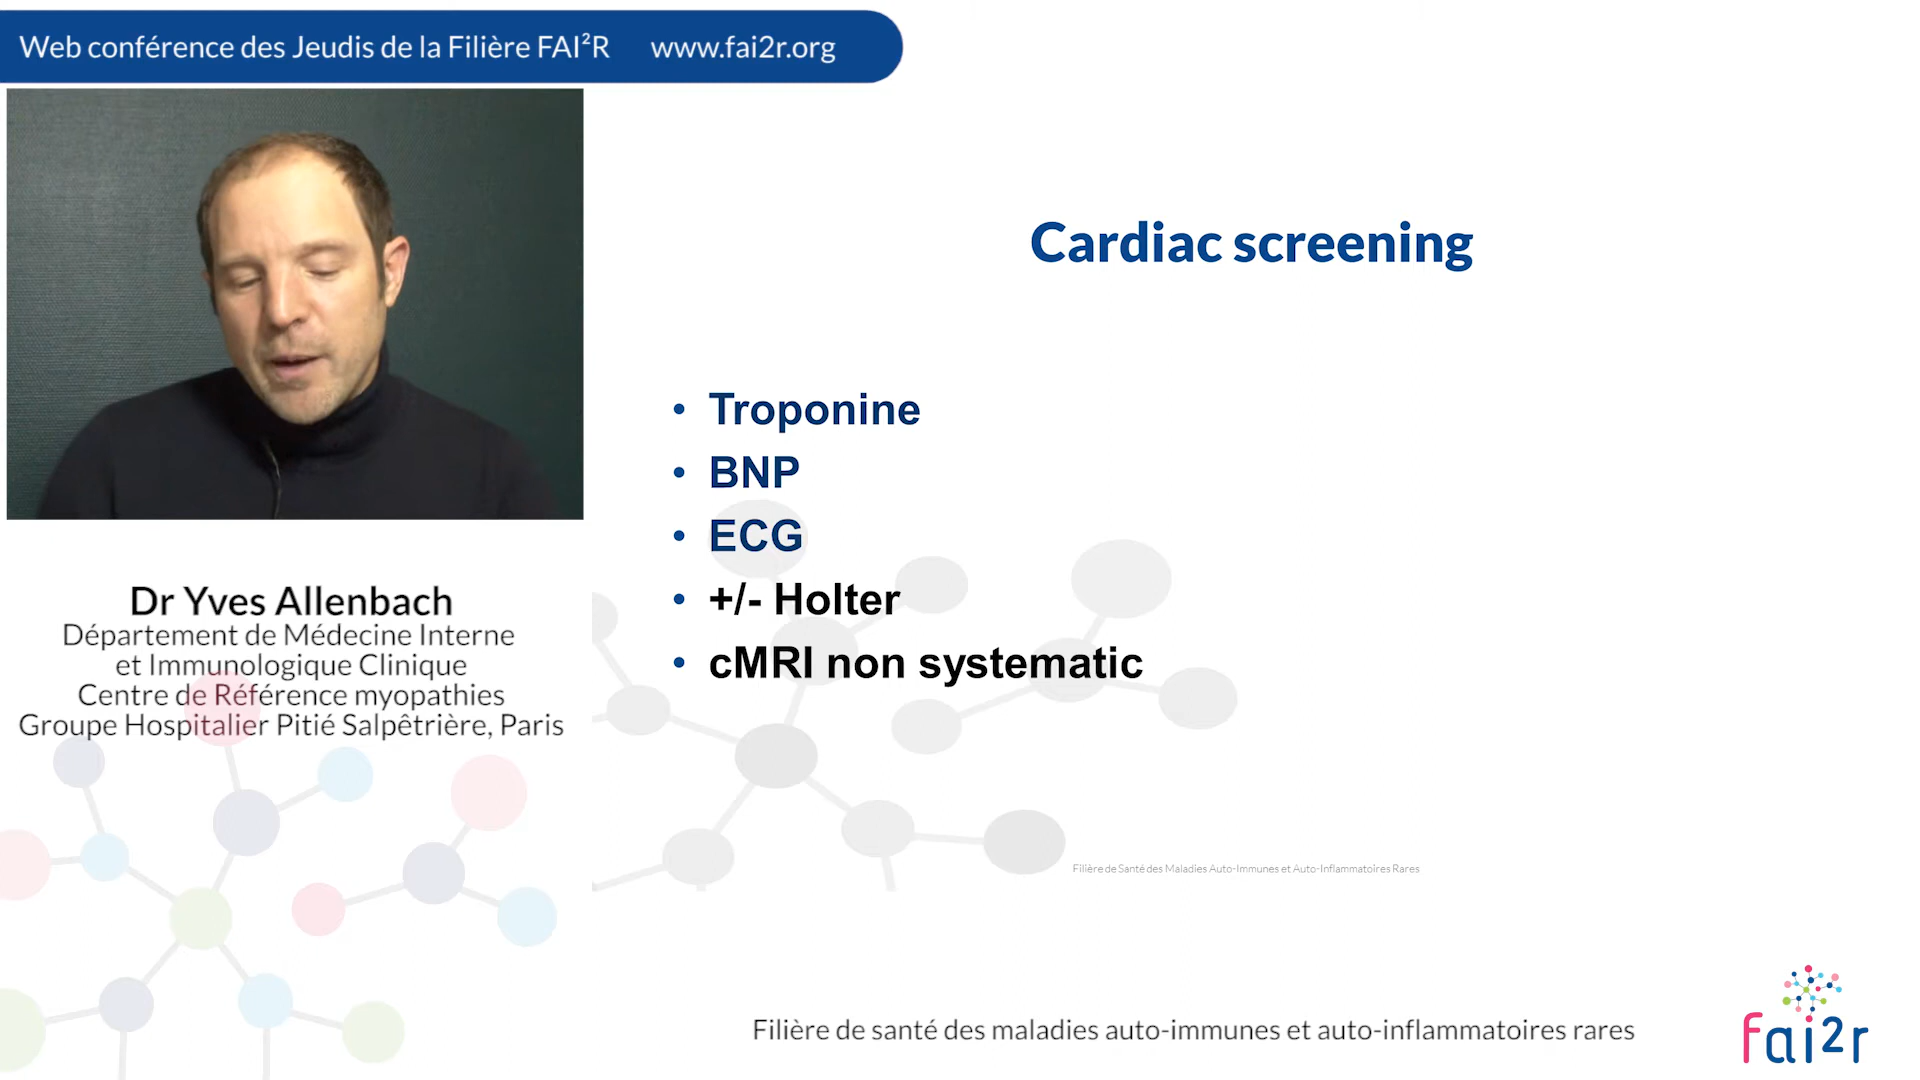 Web conférence des Jeudis de la Filière FAI²R www.fai2r.org
Dr Yves Allenbach
Département de Médecine Interne
et Immunologique Clinique
Centre de Référence myopathies
Groupe Hospitalier Pitié Salpêtrière, Paris
Cardiac screening
• Troponine
• BNP
• ECG
• +/- Holter
• cMRI non systematic
Filière de Santé des Maladies Auto-Immunes et Auto-Inflammatoires Rares
Filière de santé des maladies auto-immunes et auto-inflammatoires rares
fai2r